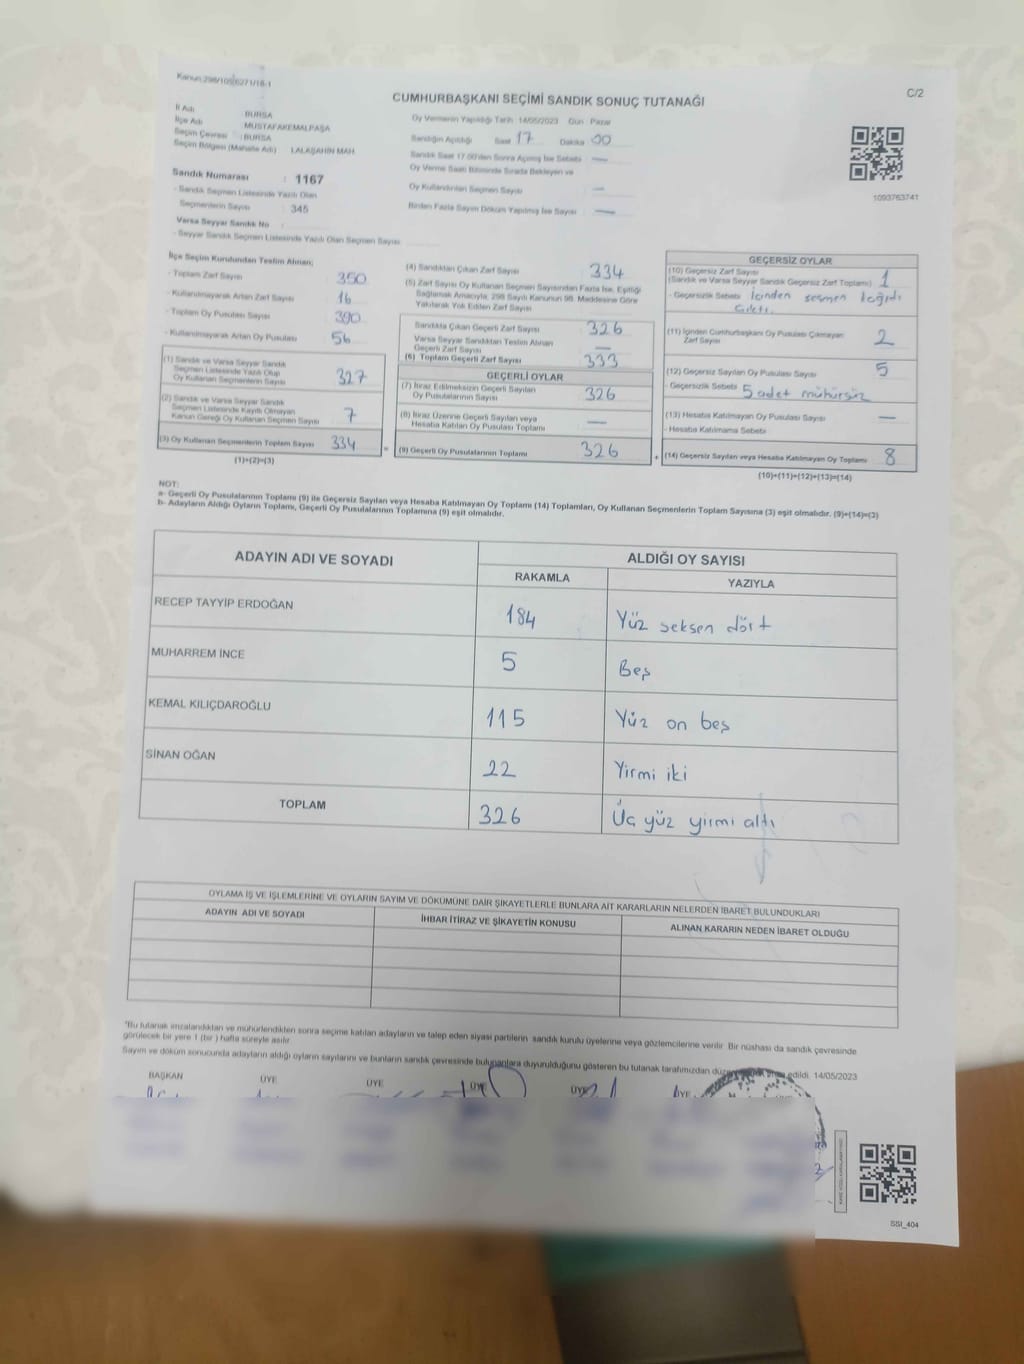 Kanun:298/105,6271/18-1
C/2
CUMHURBAŞKANI SEÇİMİ SANDIK SONUÇ TUTANAĞI
İl Adı : BURSA
İlçe Adı : MUSTAFAKEMALPAŞA
Seçim Çevresi : BURSA
Seçim Bölgesi (Mahalle Adı) : LALAŞAHİN MAH.
Sandık Numarası : 1167
- Sandık Seçmen Listesinde Yazılı Olan
Seçmenlerin Sayısı : 345
Varsa Seyyar Sandık No :
- Seyyar Sandık Seçmen Listesinde Yazılı Olan Seçmen Sayısı:
Oy Vermenin Yapıldığı Tarih :14/05/2023 Gün :Pazar
Sandığın Açıldığı Saat 17 Dakika 00
Sandık Saat 17.00'den Sonra Açılmış İse Sebebi —
Oy Verme Saati Bitiminde Sırada Bekleyen ve
Oy Kullandırılan Seçmen Sayısı —
Birden Fazla Sayım Döküm Yapılmış İse Sayısı —
1093763741
İlçe Seçim Kurulundan Teslim Alınan;
- Toplam Zarf Sayısı 350
- Kullanılmayarak Artan Zarf Sayısı 16
- Toplam Oy Pusulası Sayısı 390
- Kullanılmayarak Artan Oy Pusulası 56
(1) Sandık ve Varsa Seyyar Sandık
Seçmen Listesinde Yazılı Olup
Oy Kullanan Seçmenlerin Sayısı 327
(2) Sandık ve Varsa Seyyar Sandık
Seçmen Listesinde Kayıtlı Olmayan
Kanun Gereği Oy Kullanan Seçmen Sayısı 7
(3) Oy Kullanan Seçmenlerin Toplam Sayısı 334
(1)+(2)=(3)
(4) Sandıktan Çıkan Zarf Sayısı 334
(5) Zarf Sayısı Oy Kullanan Seçmen Sayısından Fazla İse, Eşitliği
Sağlamak Amacıyla; 298 Sayılı Kanunun 98. Maddesine Göre
Yakılarak Yok Edilen Zarf Sayısı
Sandıkta Çıkan Geçerli Zarf Sayısı 326
Varsa Seyyar Sandıktan Teslim Alınan
Geçerli Zarf Sayısı —
(6) Toplam Geçerli Zarf Sayısı 333
GEÇERLİ OYLAR
(7) İtiraz Edilmeksizin Geçerli Sayılan
Oy Pusulalarının Sayısı 326
(8) İtiraz Üzerine Geçerli Sayılan veya
Hesaba Katılan Oy Pusulası Toplamı —
= (9) Geçerli Oy Pusulalarının Toplamı 326
GEÇERSİZ OYLAR
(10) Geçersiz Zarf Sayısı
(Sandık ve Varsa Seyyar Sandık Geçersiz Zarf Toplamı) 1
- Geçersizlik Sebebi İçinden seçmen kağıdı
(11) İçinden Cumhurbaşkanı Oy Pusulası Çıkmayan
Zarf Sayısı 2
(12) Geçersiz Sayılan Oy Pusulası Sayısı 5
- Geçersizlik Sebebi 5 adet mühürsüz
(13) Hesaba Katılmayan Oy Pusulası Sayısı —
- Hesaba Katılmama Sebebi
+ (14) Geçersiz Sayılan veya Hesaba Katılmayan Oy Toplamı 8
(10)+(11)+(12)+(13)=(14)
NOT:
a- Geçerli Oy Pusulalarının Toplamı (9) ile Geçersiz Sayılan veya Hesaba Katılmayan Oy Toplamı (14) Toplamları, Oy Kullanan Seçmenlerin Toplam Sayısına (3) eşit olmalıdır. (9)+(14)=(3)
b- Adayların Aldığı Oyların Toplamı, Geçerli Oy Pusulalarının Toplamına (9) eşit olmalıdır.
ADAYIN ADI VE SOYADI
ALDIĞI OY SAYISI
RAKAMLA YAZIYLA
RECEP TAYYİP ERDOĞAN 184 Yüz seksen dört
MUHARREM İNCE 5 Beş
KEMAL KILIÇDAROĞLU 115 Yüz on beş
SİNAN OĞAN 22 Yirmi iki
TOPLAM 326 Üç yüz yirmi altı
OYLAMA İŞ VE İŞLEMLERİNE VE OYLARIN SAYIM VE DÖKÜMÜNE DAİR ŞİKAYETLERLE BUNLARA AİT KARARLARIN NELERDEN İBARET BULUNDUKLARI
ADAYIN ADI VE SOYADI İHBAR İTİRAZ VE ŞİKAYETİN KONUSU ALINAN KARARIN NEDEN İBARET OLDUĞU
*Bu tutanak imzalandıktan ve mühürlendikten sonra seçime katılan adayların ve talep eden siyasi partilerin sandık kurulu üyelerine veya gözlemcilerine verilir. Bir nüshası da sandık çevresinde
görülecek bir yere 1 (bir) hafta süreyle asılır.
Sayım ve döküm sonucunda adayların aldığı oyların sayılarını ve bunların sandık çevresinde bulunanlara duyurulduğunu gösteren bu tutanak tarafımızdan edildi. 14/05/2023
BAŞKAN ÜYE ÜYE ÜYE ÜYE ÜYE
SSI_404